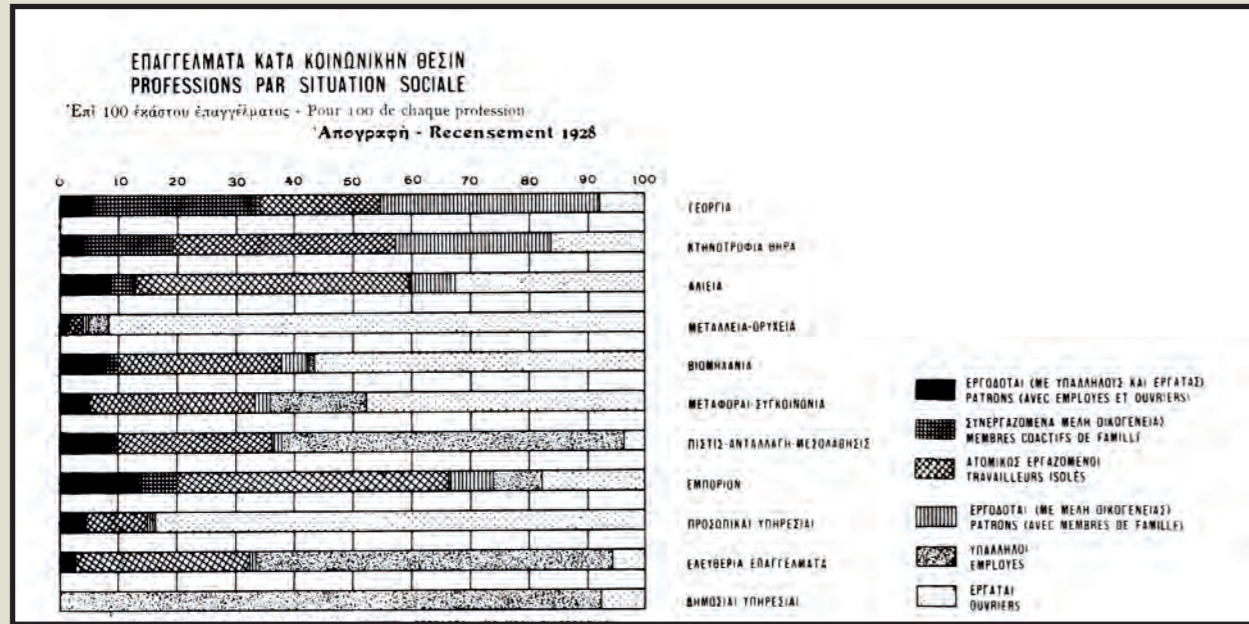 ΕΠΑΓΓΕΛΜΑΤΑ ΚΑΤΑ ΚΟΙΝΩΝΙΚΗΝ ΘΕΣΙΝ
PROFESSIONS PAR SITUATION SOCIALE
Ἐπὶ 100 ἑκάστου ἐπαγγέλματος - Pour 100 de chaque profession
Ἀπογραφὴ - Recensement 1928
0 10 20 30 40 50 60 70 80 90 100
ΓΕΟΡΓΙΑ
ΚΤΗΝΟΤΡΟΦΙΑ ΘΗΡΑ
ΑΛΙΕΙΑ
ΜΕΤΑΛΛΕΙΑ-ΟΡΥΧΕΙΑ
ΒΙΟΜΗΧΑΝΙΑ
ΜΕΤΑΦΟΡΑΙ-ΣΥΓΚΟΙΝΩΝΙΑ
ΠΙΣΤΙΣ-ΑΝΤΑΛΛΑΓΗ-ΜΕΣΟΛΑΒΗΣΙΣ
ΕΜΠΟΡΙΟΝ
ΠΡΟΣΩΠΙΚΑΙ ΥΠΗΡΕΣΙΑΙ
ΕΛΕΥΘΕΡΙΑ ΕΠΑΓΓΕΛΜΑΤΑ
ΔΗΜΟΣΙΑΙ ΥΠΗΡΕΣΙΑΙ
ΕΡΓΟΔΟΤΑΙ (ΜΕ ΥΠΑΛΛΗΛΟΥΣ ΚΑΙ ΕΡΓΑΤΑΣ)
PATRONS (AVEC EMPLOYES ET OUVRIERS)
ΣΥΝΕΡΓΑΖΟΜΕΝΑ ΜΕΛΗ ΟΙΚΟΓΕΝΕΙΑΣ
MEMBRES COACTIFS DE FAMILLE
ΑΤΟΜΙΚΩΣ ΕΡΓΑΖΟΜΕΝΟΙ
TRAVAILLEURS ISOLES
ΕΡΓΟΔΟΤΑΙ (ΜΕ ΜΕΛΗ ΟΙΚΟΓΕΝΕΙΑΣ)
PATRONS (AVEC MEMBRES DE FAMILLE)
ΥΠΑΛΛΗΛΟΙ
EMPLOYES
ΕΡΓΑΤΑΙ
OUVRIERS